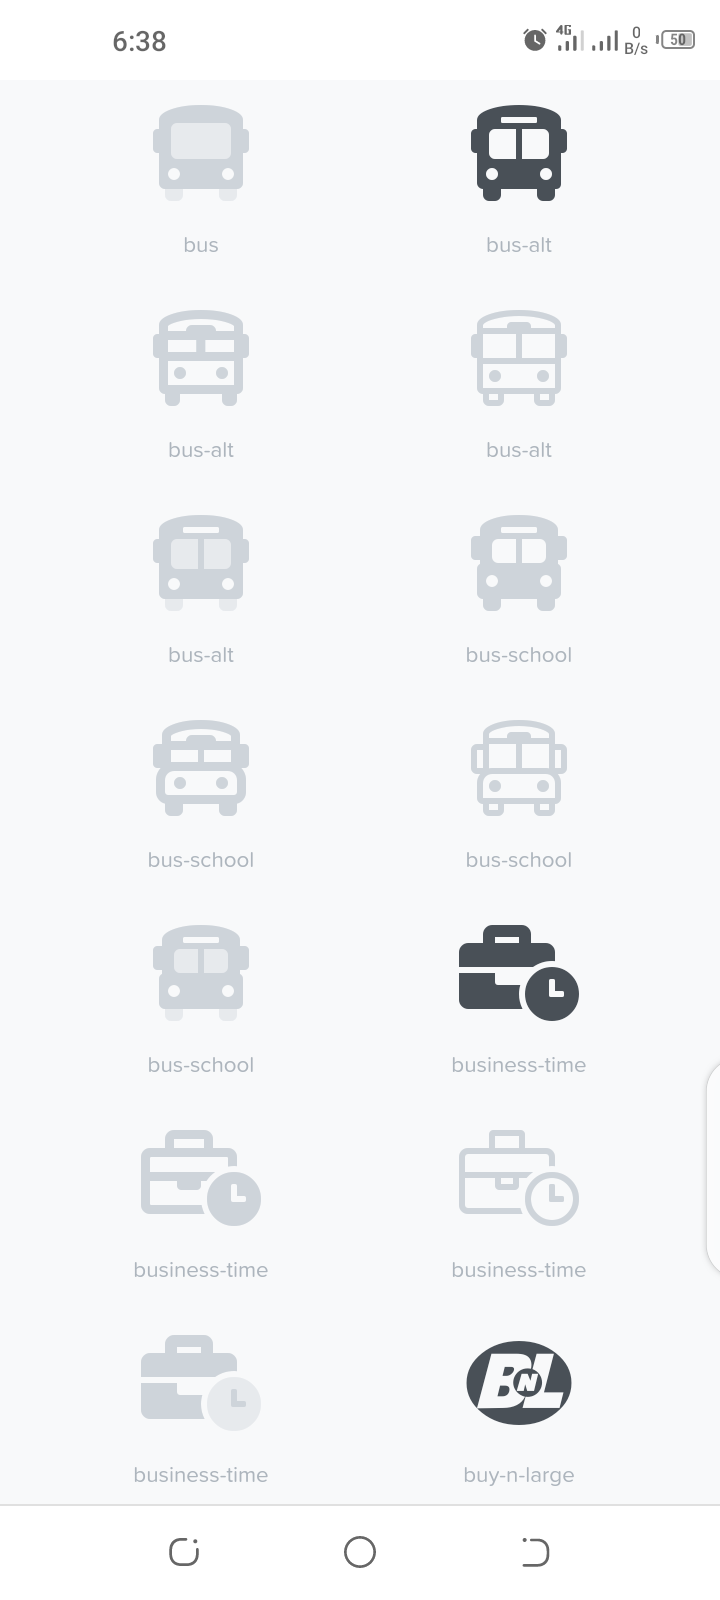 6:38
4G
0
B/s
50
bus
bus-alt
bus-alt
bus-alt
bus-alt
bus-school
bus-school
bus-school
bus-school
business-time
business-time
business-time
business-time
BNL
buy-n-large